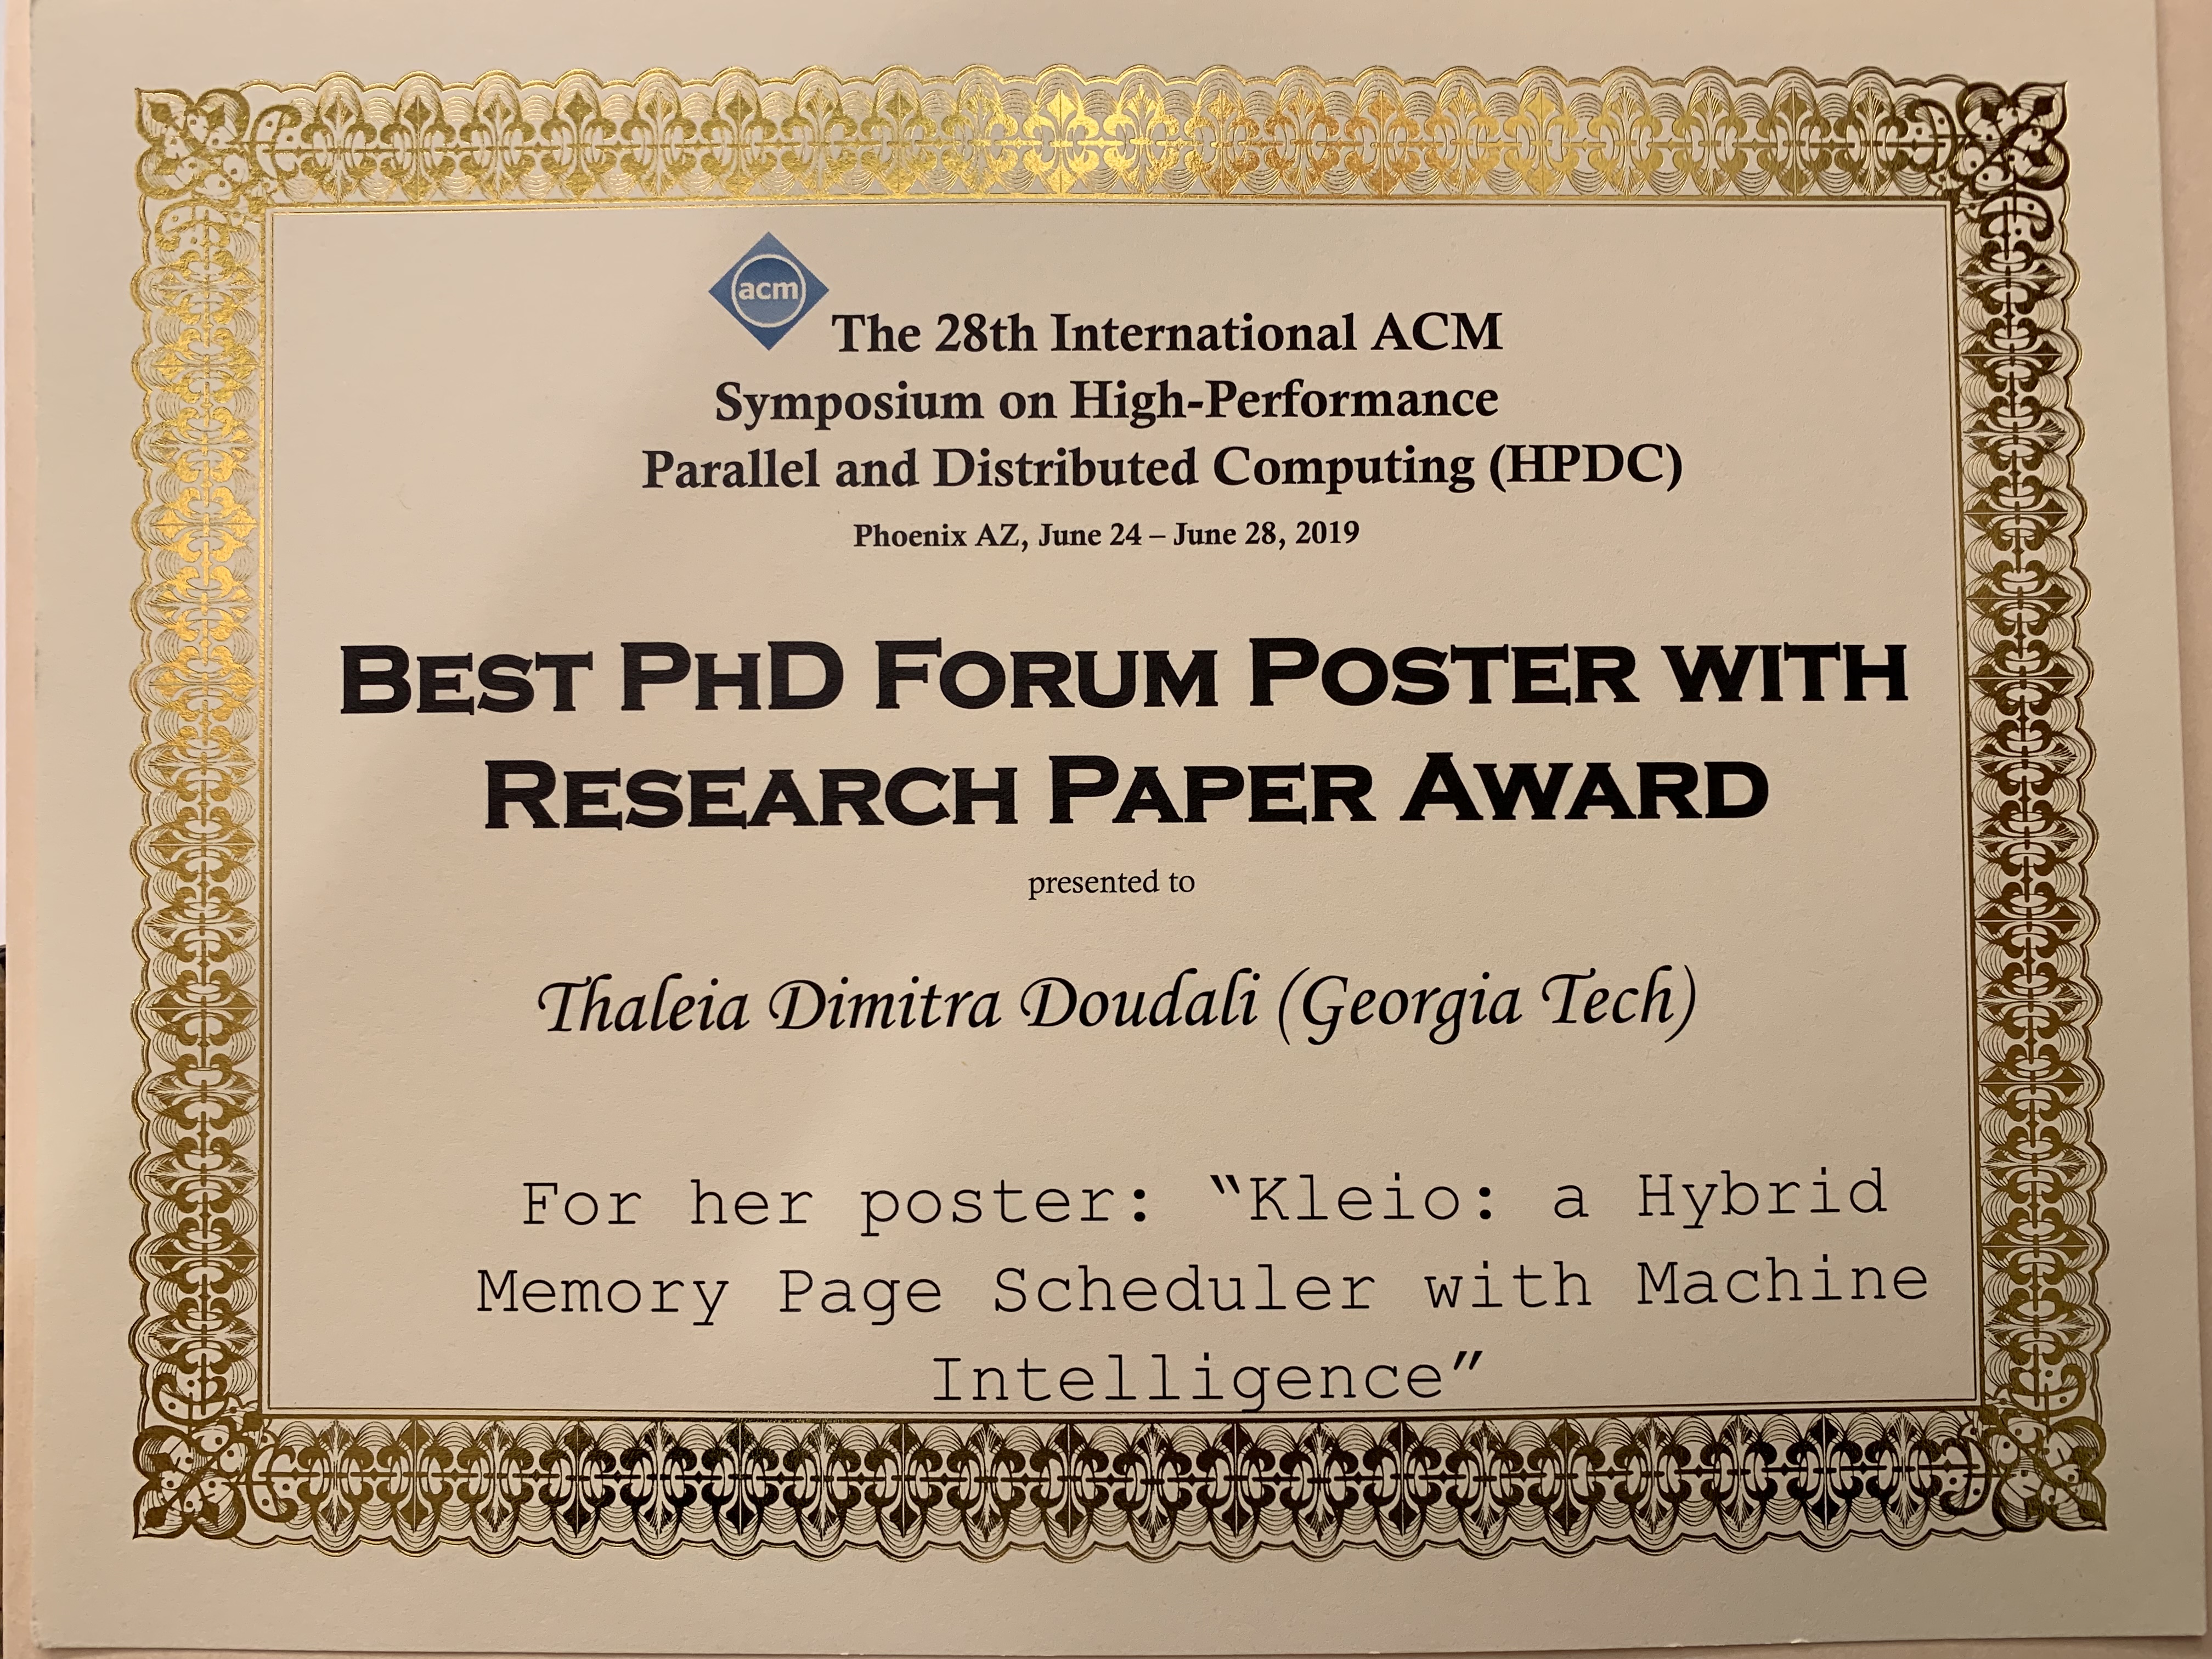 acm
The 28th International ACM
Symposium on High-Performance
Parallel and Distributed Computing (HPDC)
Phoenix AZ, June 24 – June 28, 2019
BEST PHD FORUM POSTER WITH
RESEARCH PAPER AWARD
presented to
Thaleia Dimitra Doudali (Georgia Tech)
For her poster: “Kleio: a Hybrid
Memory Page Scheduler with Machine
Intelligence”